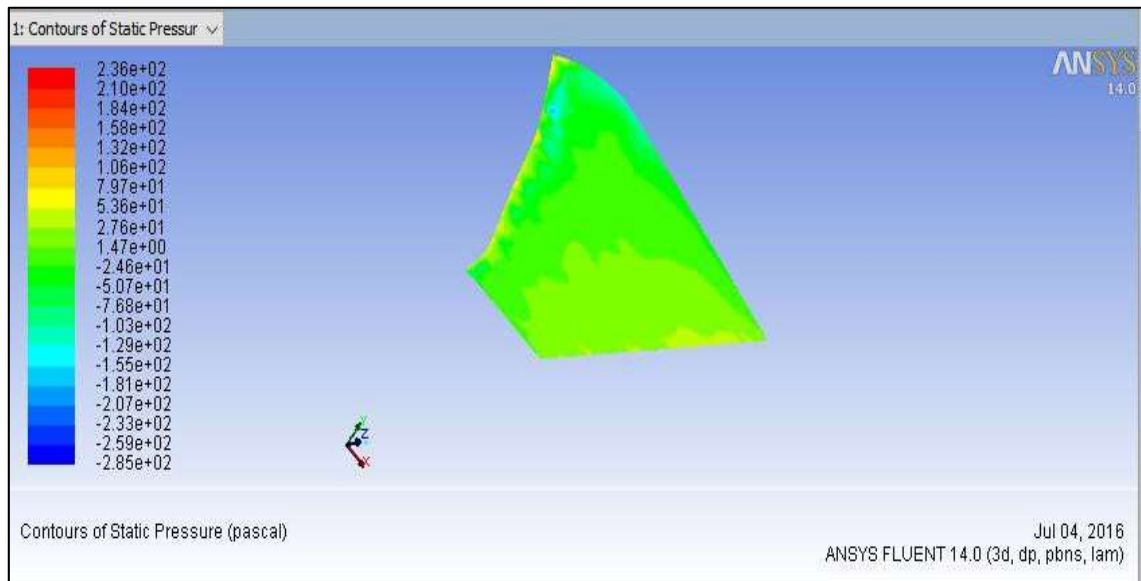 1: Contours of Static Pressur
ANSYS
14.0
2.36e+02
2.10e+02
1.84e+02
1.58e+02
1.32e+02
1.06e+02
7.97e+01
5.36e+01
2.76e+01
1.47e+00
-2.46e+01
-5.07e+01
-7.68e+01
-1.03e+02
-1.29e+02
-1.55e+02
-1.81e+02
-2.07e+02
-2.33e+02
-2.59e+02
-2.85e+02
Y
Z
X
Contours of Static Pressure (pascal)
Jul 04, 2016
ANSYS FLUENT 14.0 (3d, dp, pbns, lam)